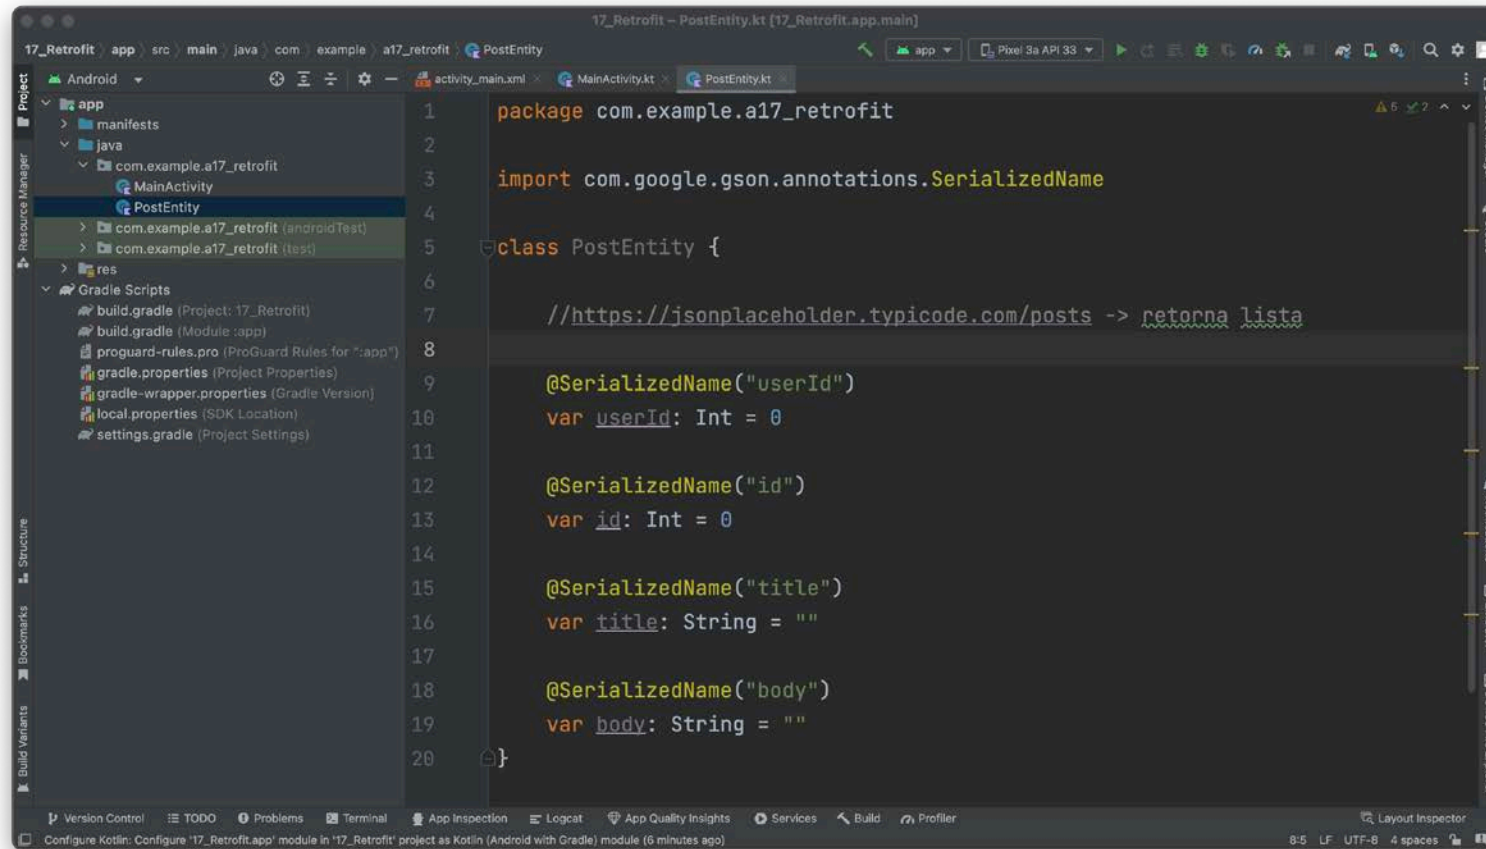 17_Retrofit – PostEntity.kt [17_Retrofit.app.main]
17_Retrofit app src main java com example a17_retrofit PostEntity
app Pixel 3a API 33
Project
Resource Manager
Structure
Bookmarks
Build Variants
Android
activity_main.xml MainActivity.kt PostEntity.kt
app
manifests
java
com.example.a17_retrofit
MainActivity
PostEntity
com.example.a17_retrofit (androidTest)
com.example.a17_retrofit (test)
res
Gradle Scripts
build.gradle (Project: 17_Retrofit)
build.gradle (Module :app)
proguard-rules.pro (ProGuard Rules for ":app")
gradle.properties (Project Properties)
gradle-wrapper.properties (Gradle Version)
local.properties (SDK Location)
settings.gradle (Project Settings)
5 2
1 package com.example.a17_retrofit
2
3 import com.google.gson.annotations.SerializedName
4
5 class PostEntity {
6
7 //https://jsonplaceholder.typicode.com/posts -> retorna lista
8
9 @SerializedName("userId")
10 var userId: Int = 0
11
12 @SerializedName("id")
13 var id: Int = 0
14
15 @SerializedName("title")
16 var title: String = ""
17
18 @SerializedName("body")
19 var body: String = ""
20 }
Version Control TODO Problems Terminal App Inspection Logcat App Quality Insights Services Build Profiler Layout Inspector
Configure Kotlin: Configure '17_Retrofit.app' module in '17_Retrofit' project as Kotlin (Android with Gradle) module (6 minutes ago) 8:5 LF UTF-8 4 spaces